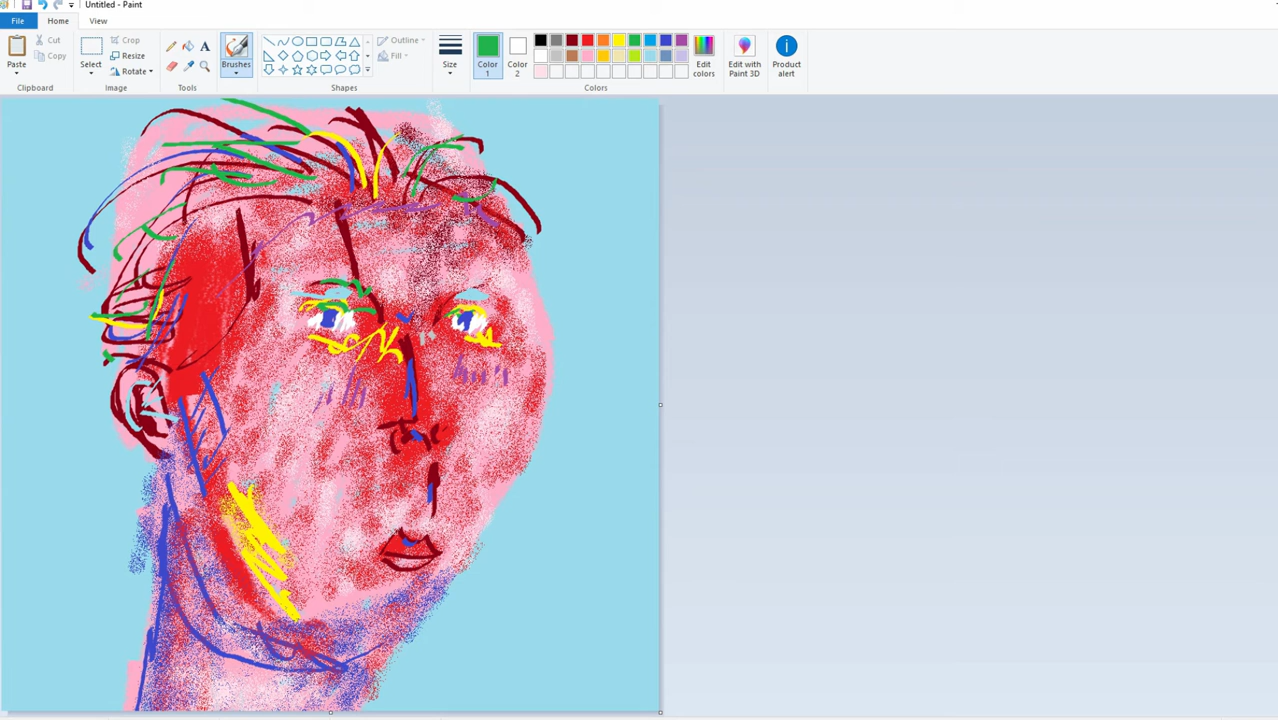 Untitled - Paint
File Home View
Paste Cut Copy
Clipboard
Select Crop Resize Rotate
Image
A
Tools
Brushes
Outline Fill
Shapes
Size
Color 1
Color 2
Edit colors
Colors
Edit with Paint 3D
Product alert